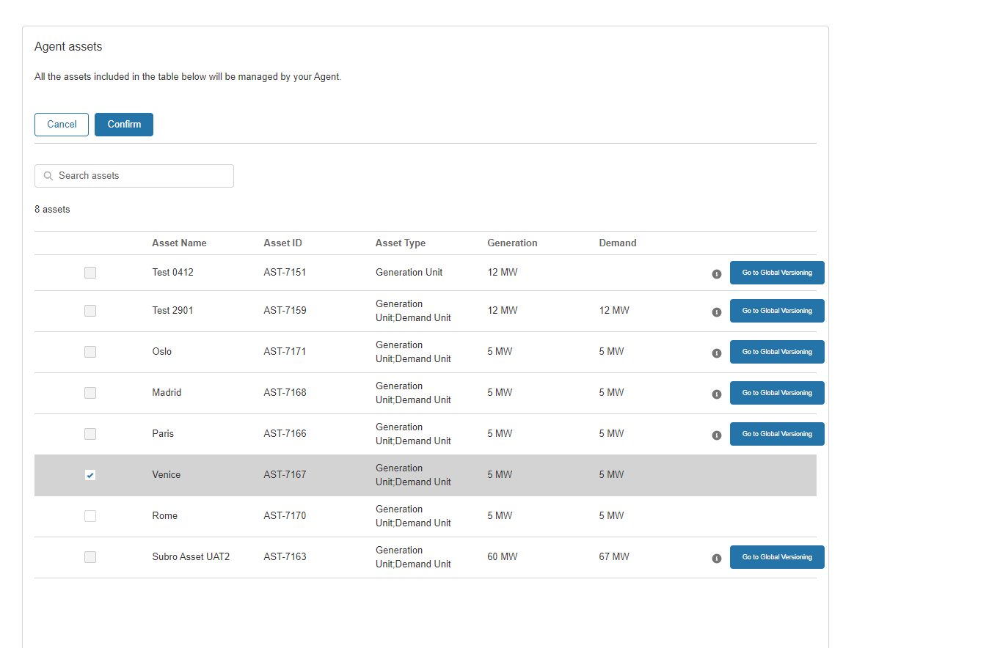 Agent assets
All the assets included in the table below will be managed by your Agent.
Cancel Confirm
Search assets
8 assets
Asset Name Asset ID Asset Type Generation Demand
Test 0412 AST-7151 Generation Unit 12 MW Go to Global Versioning
Test 2901 AST-7159 Generation Unit;Demand Unit 12 MW 12 MW Go to Global Versioning
Oslo AST-7171 Generation Unit;Demand Unit 5 MW 5 MW Go to Global Versioning
Madrid AST-7168 Generation Unit;Demand Unit 5 MW 5 MW Go to Global Versioning
Paris AST-7166 Generation Unit;Demand Unit 5 MW 5 MW Go to Global Versioning
Venice AST-7167 Generation Unit;Demand Unit 5 MW 5 MW
Rome AST-7170 Generation Unit;Demand Unit 5 MW 5 MW
Subro Asset UAT2 AST-7163 Generation Unit;Demand Unit 60 MW 67 MW Go to Global Versioning